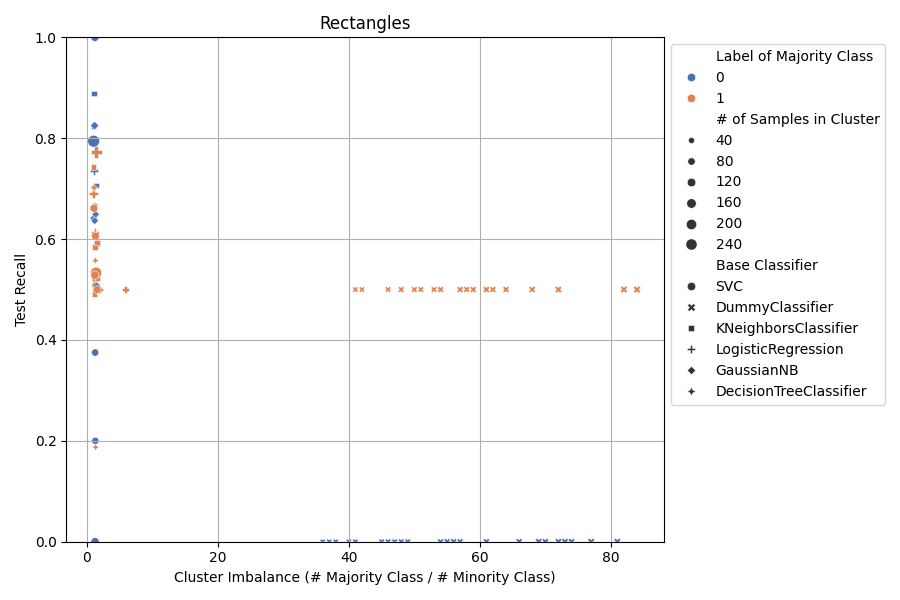 Rectangles
1.0
0.8
0.6
0.4
0.2
0.0
Test Recall
0
20
40
60
80
Cluster Imbalance (# Majority Class / # Minority Class)
Label of Majority Class
0
1
# of Samples in Cluster
40
80
120
160
200
240
Base Classifier
SVC
DummyClassifier
KNeighborsClassifier
LogisticRegression
GaussianNB
DecisionTreeClassifier